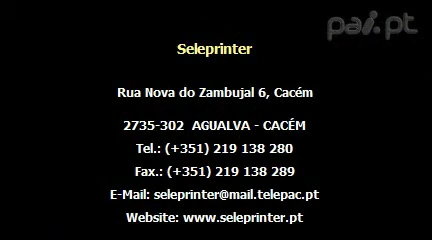 pai.pt
Seleprinter
Rua Nova do Zambujal 6, Cacém
2735-302 AGUALVA - CACÉM
Tel.: (+351) 219 138 280
Fax.: (+351) 219 138 289
E-Mail: seleprinter@mail.telepac.pt
Website: www.seleprinter.pt